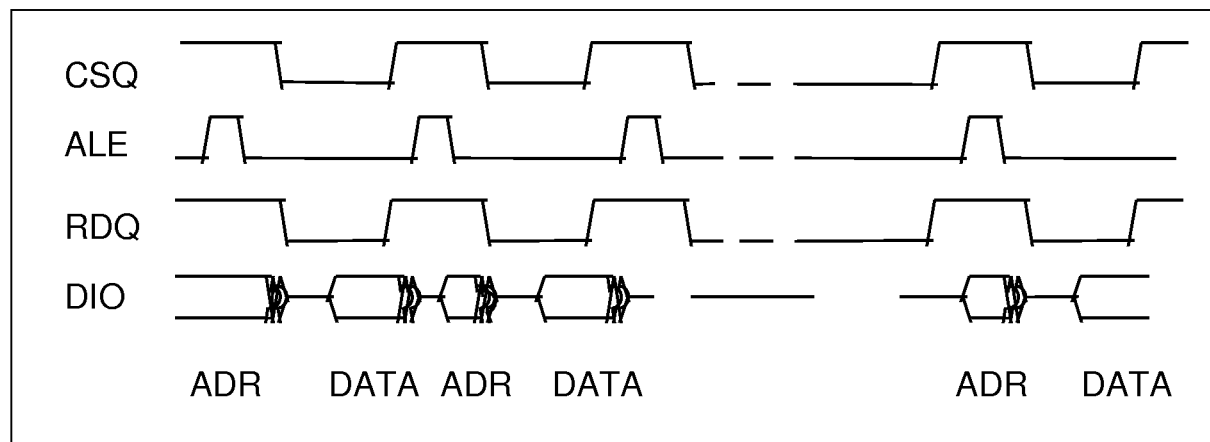 CSQ
ALE
RDQ
DIO
ADR DATA ADR DATA ADR DATA